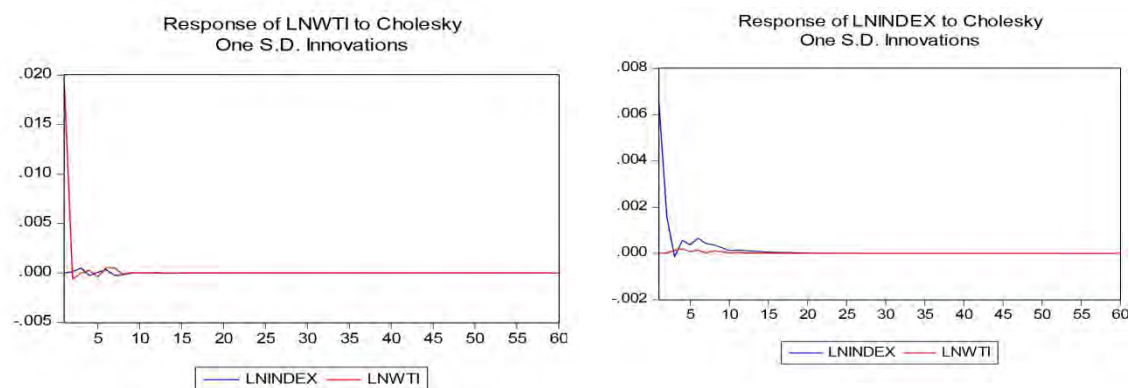 Response of LNWTI to Cholesky
One S.D. Innovations
.020
.015
.010
.005
.000
-.005
5 10 15 20 25 30 35 40 45 50 55 60
LNINDEX LNWTI
Response of LNINDEX to Cholesky
One S.D. Innovations
.008
.006
.004
.002
.000
-.002
5 10 15 20 25 30 35 40 45 50 55 60
LNINDEX LNWTI